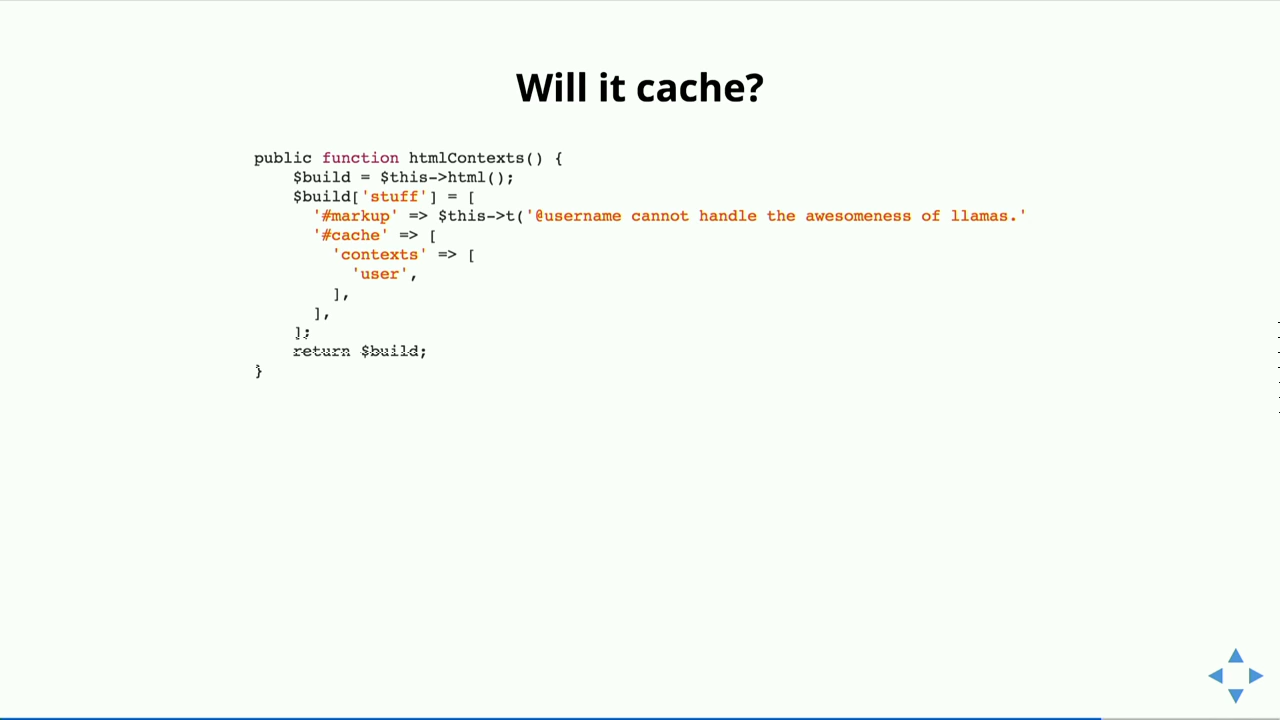 Will it cache?
public function htmlContexts() {
$build = $this->html();
$build['stuff'] = [
'#markup' => $this->t('@username cannot handle the awesomeness of llamas.'
'#cache' => [
'contexts' => [
'user',
],
],
];
return $build;
}